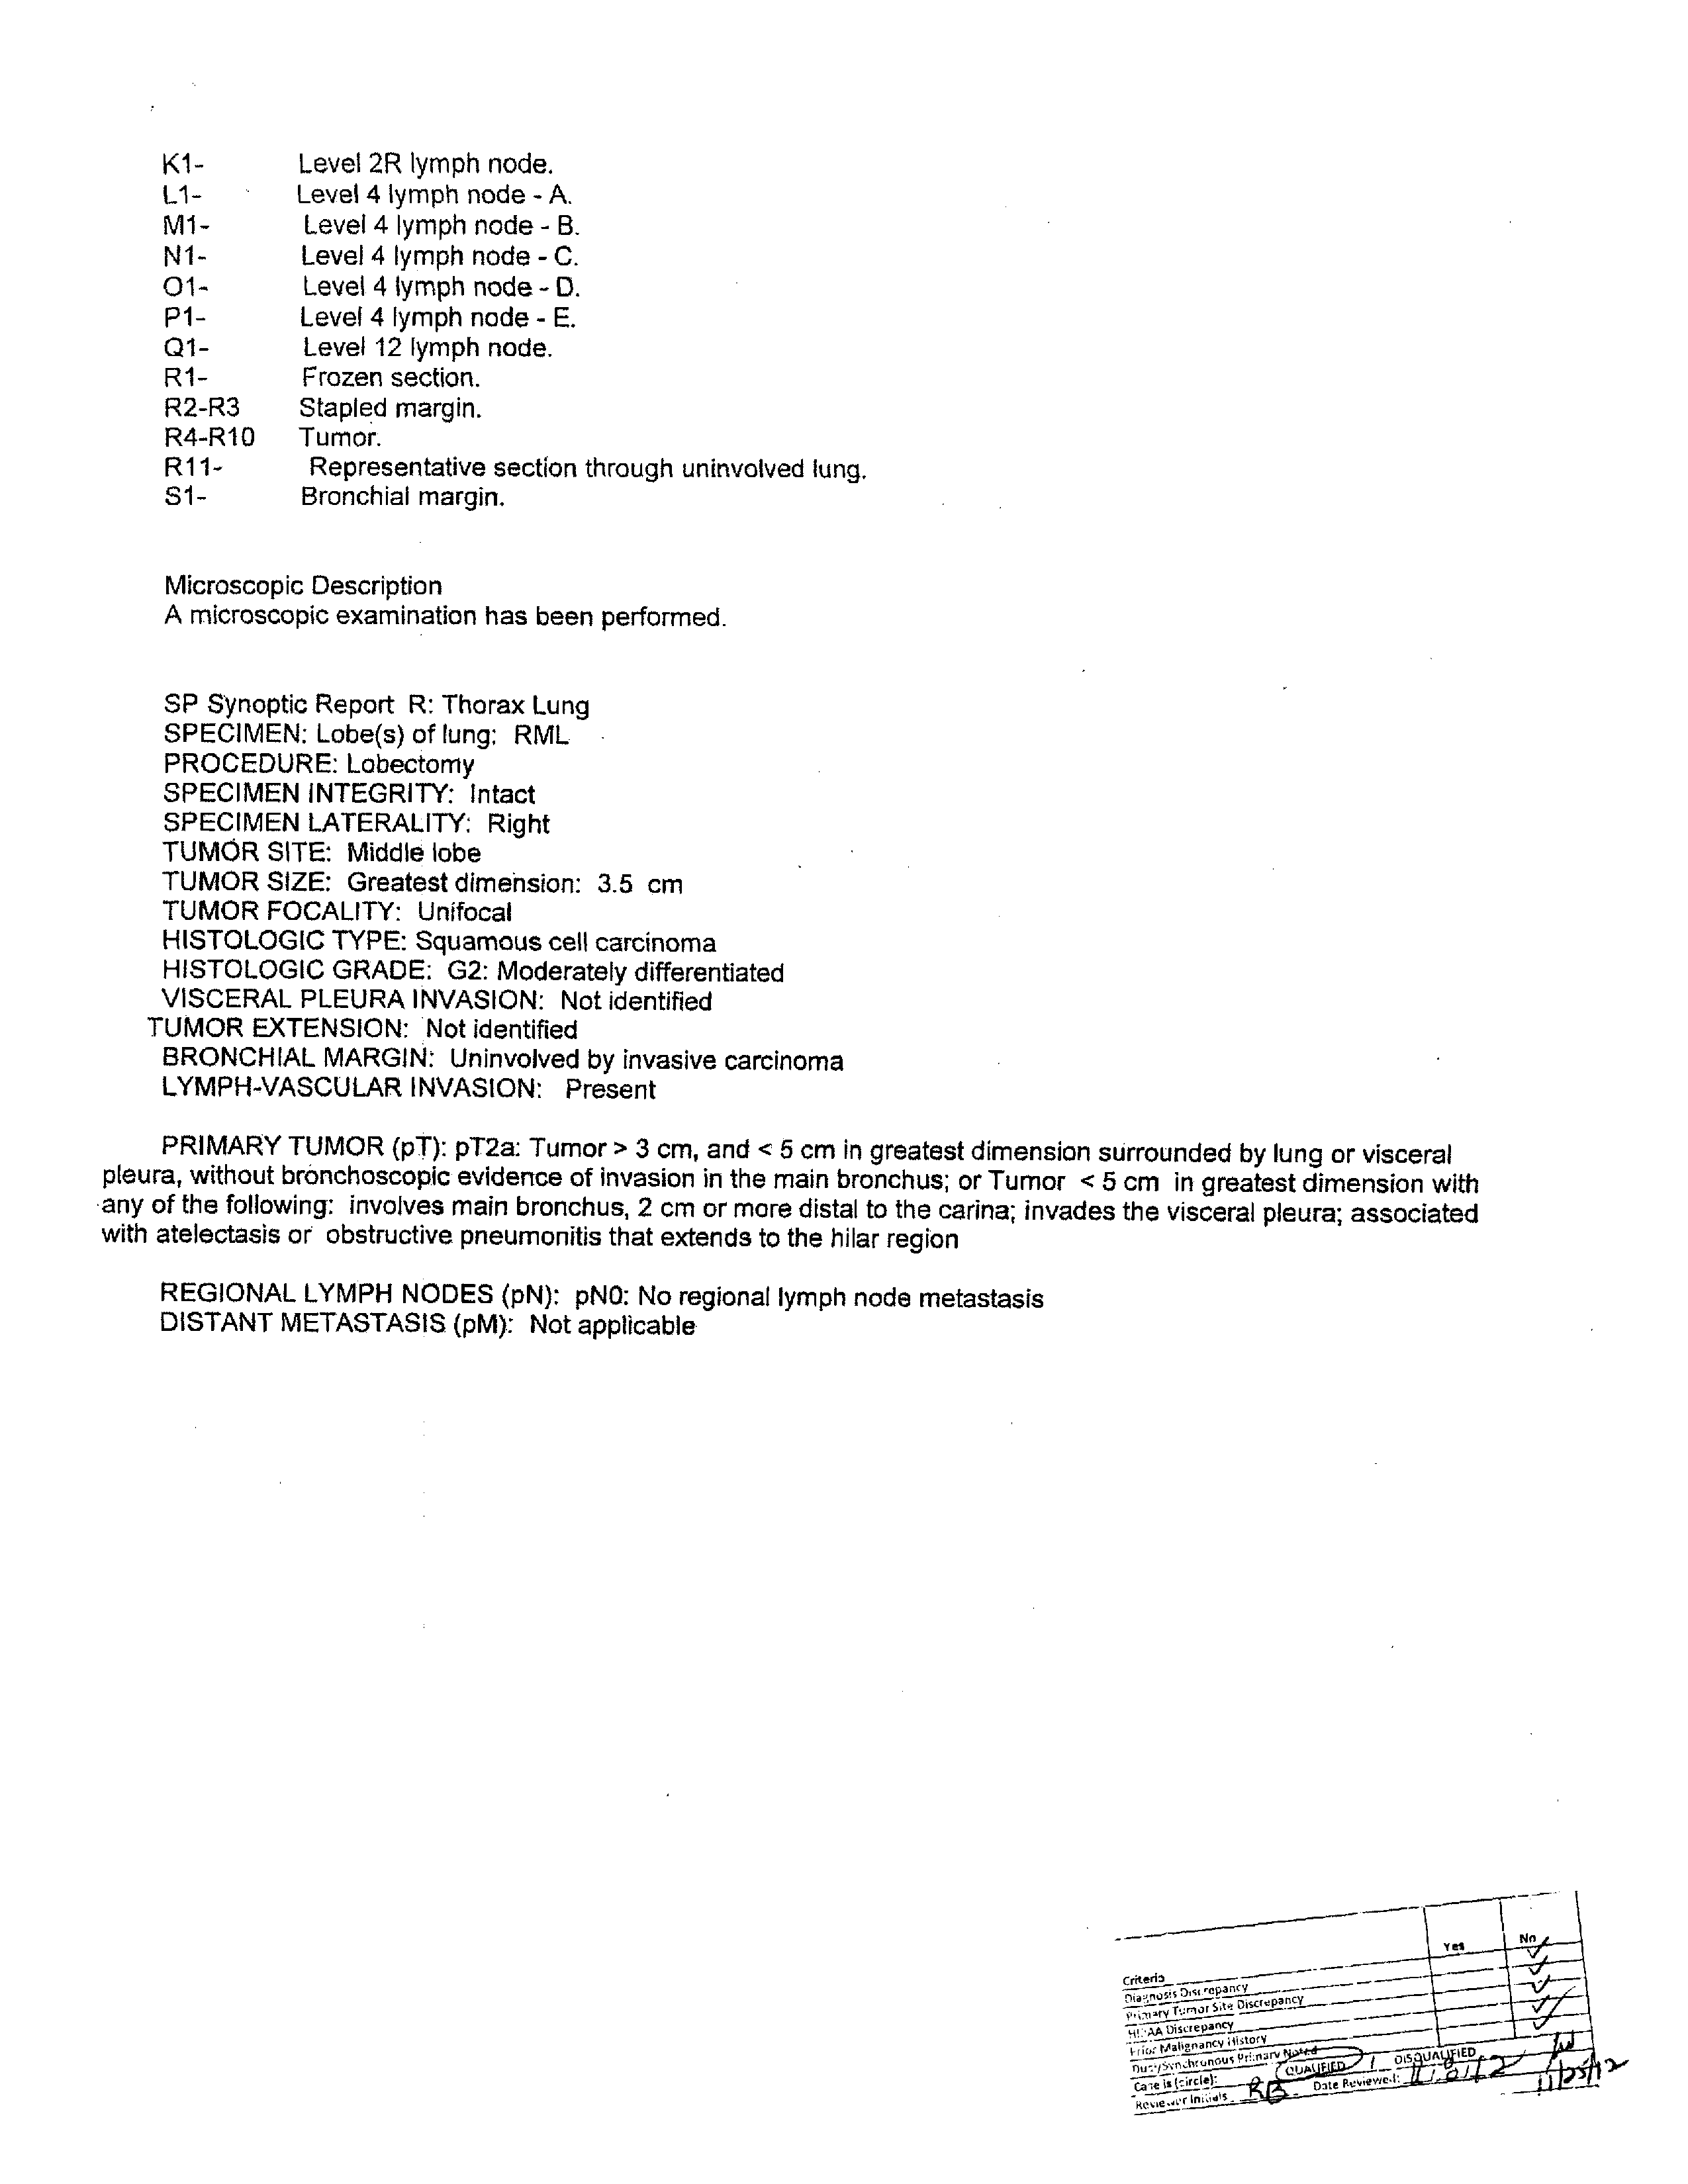 K1- Level 2R lymph node.
L1- Level 4 lymph node - A.
M1- Level 4 lymph node - B.
N1- Level 4 lymph node - C.
O1- Level 4 lymph node - D.
P1- Level 4 lymph node - E.
Q1- Level 12 lymph node.
R1- Frozen section.
R2-R3 Stapled margin.
R4-R10 Tumor.
R11- Representative section through uninvolved lung.
S1- Bronchial margin.
Microscopic Description
A microscopic examination has been performed.
SP Synoptic Report R: Thorax Lung
SPECIMEN: Lobe(s) of lung: RML
PROCEDURE: Lobectomy
SPECIMEN INTEGRITY: Intact
SPECIMEN LATERALITY: Right
TUMOR SITE: Middle lobe
TUMOR SIZE: Greatest dimension: 3.5 cm
TUMOR FOCALITY: Unifocal
HISTOLOGIC TYPE: Squamous cell carcinoma
HISTOLOGIC GRADE: G2: Moderately differentiated
VISCERAL PLEURA INVASION: Not identified
TUMOR EXTENSION: Not identified
BRONCHIAL MARGIN: Uninvolved by invasive carcinoma
LYMPH-VASCULAR INVASION: Present
PRIMARY TUMOR (pT): pT2a: Tumor > 3 cm, and < 5 cm in greatest dimension surrounded by lung or visceral
pleura, without bronchoscopic evidence of invasion in the main bronchus; or Tumor < 5 cm in greatest dimension with
any of the following: involves main bronchus, 2 cm or more distal to the carina; invades the visceral pleura; associated
with atelectasis or obstructive pneumonitis that extends to the hilar region
REGIONAL LYMPH NODES (pN): pN0: No regional lymph node metastasis
DISTANT METASTASIS (pM): Not applicable
Yes No
Criteria
Diagnosis Discrepancy
Primary Tumor Site Discrepancy
HIPAA Discrepancy
Prior Malignancy History
Dual/Synchronous Primary Noted
Case is (circle): QUALIFIED / DISQUALIFIED
Reviewer Initials RB Date Reviewed:
11/25/12